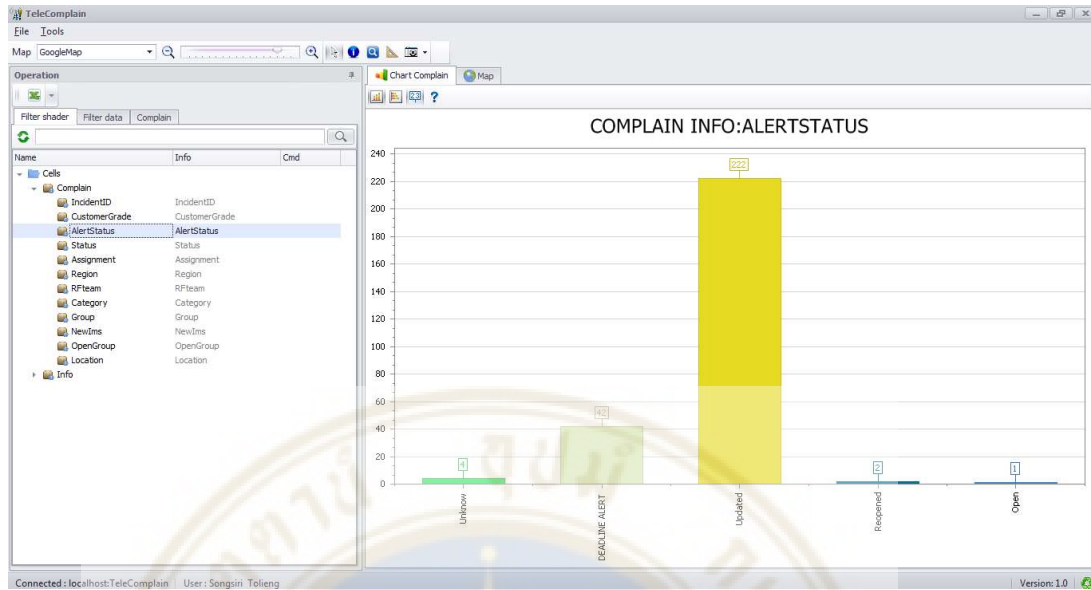 TeleComplain
File Tools
Map GoogleMap
Operation
Filter shader Filter data Complain
Name Info Cmd
Cells
Complain
IncidentID IncidentID
CustomerGrade CustomerGrade
AlertStatus AlertStatus
Status Status
Assignment Assignment
Region Region
RFteam RFteam
Category Category
Group Group
NewIms NewIms
OpenGroup OpenGroup
Location Location
Info
Chart Complain Map
COMPLAIN INFO:ALERTSTATUS
240
220
200
180
160
140
120
100
80
60
40
20
0
4
42
222
2
1
Unknow
DEADLINE ALERT
Updated
Reopened
Open
Connected : localhost:TeleComplain User : Songsiri Tolieng
Version: 1.0